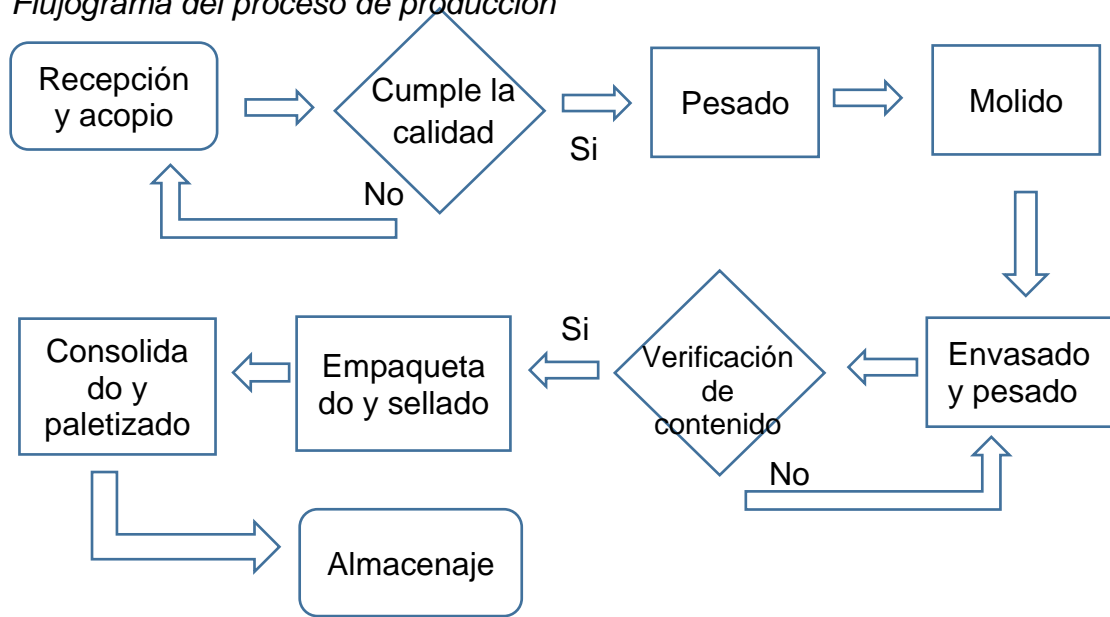 Flujograma del proceso de producción
Recepción
y acopio
Cumple la
calidad
Si
Pesado
Molido
No
Envasado
y pesado
Verificación
de
contenido
No
Si
Empaqueta
do y sellado
Consolida
do y
paletizado
Almacenaje